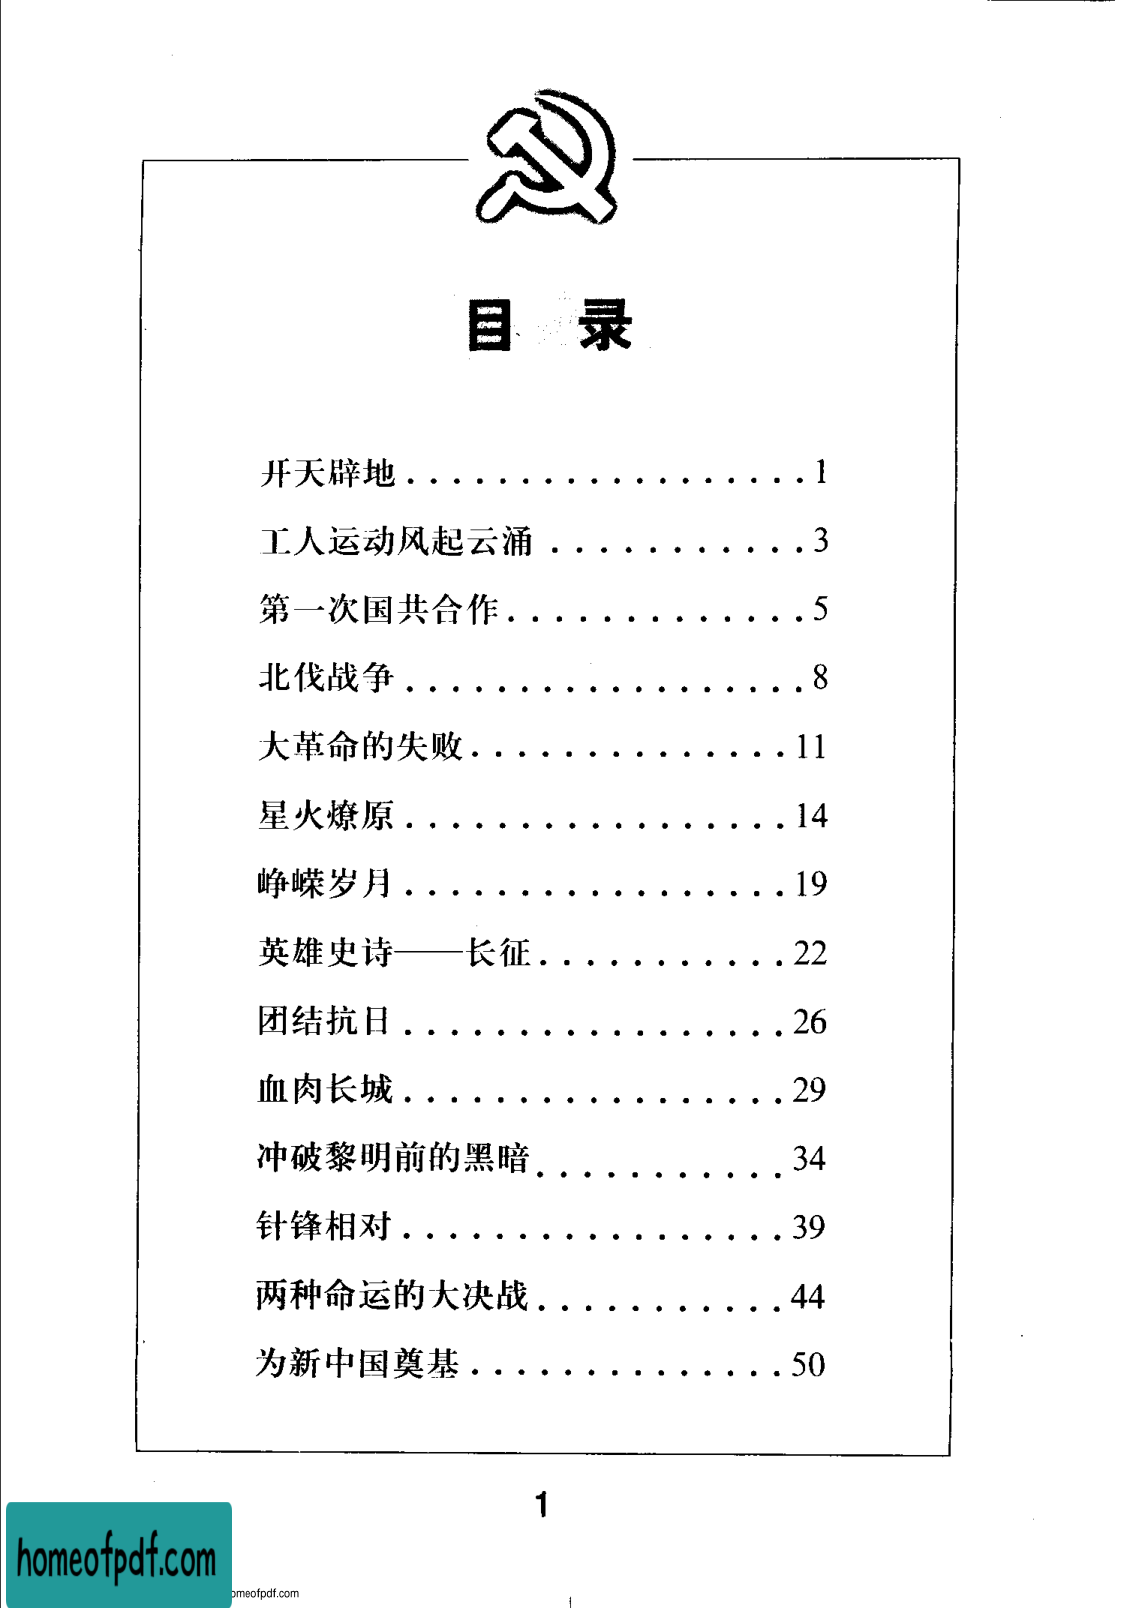 目 录
开天辟地..................1
工人运动风起云涌...........3
第一次国共合作.............5
北伐战争..................8
大革命的失败..............11
星火燎原.................14
峥嵘岁月.................19
英雄史诗——长征...........22
团结抗日.................26
血肉长城.................29
冲破黎明前的黑暗...........34
针锋相对.................39
两种命运的大决战...........44
为新中国奠基..............50
1
homeofpdf.com
omeofpdf.com